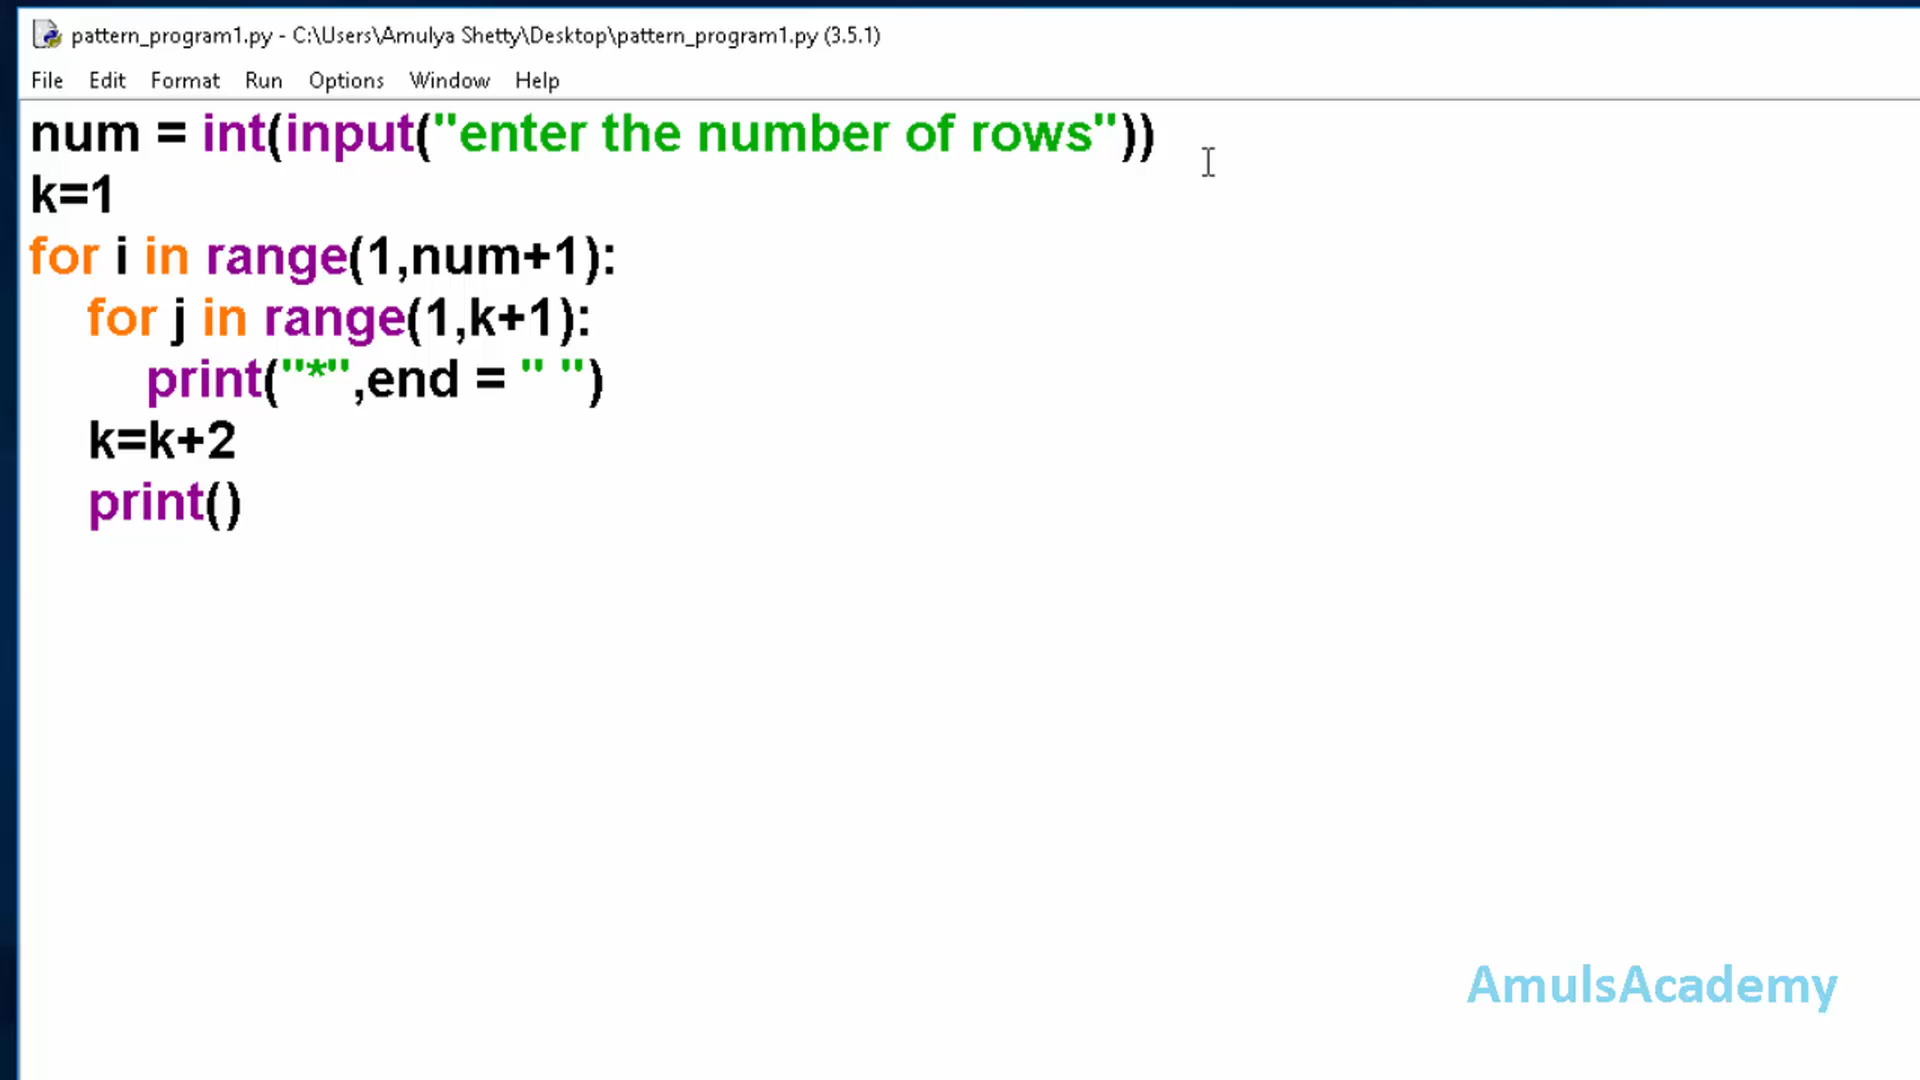 pattern_program1.py - C:\Users\Amulya Shetty\Desktop\pattern_program1.py (3.5.1)
File Edit Format Run Options Window Help
num = int(input("enter the number of rows"))
k=1
for i in range(1,num+1):
    for j in range(1,k+1):
        print("*",end = " ")
    k=k+2
    print()
AmulsAcademy